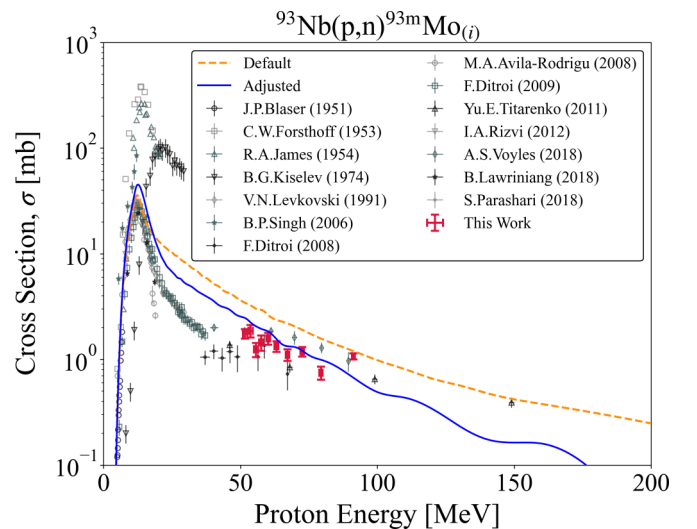 ⁹³Nb(p,n)⁹³ᵐMo₍ᵢ₎
Cross Section, σ [mb]
10³
10²
10¹
10⁰
10⁻¹
Default
Adjusted
J.P.Blaser (1951)
C.W.Forsthoff (1953)
R.A.James (1954)
B.G.Kiselev (1974)
V.N.Levkovski (1991)
B.P.Singh (2006)
F.Ditroi (2008)
M.A.Avila-Rodrigu (2008)
F.Ditroi (2009)
Yu.E.Titarenko (2011)
I.A.Rizvi (2012)
A.S.Voyles (2018)
B.Lawriniang (2018)
S.Parashari (2018)
This Work
0
50
100
150
200
Proton Energy [MeV]